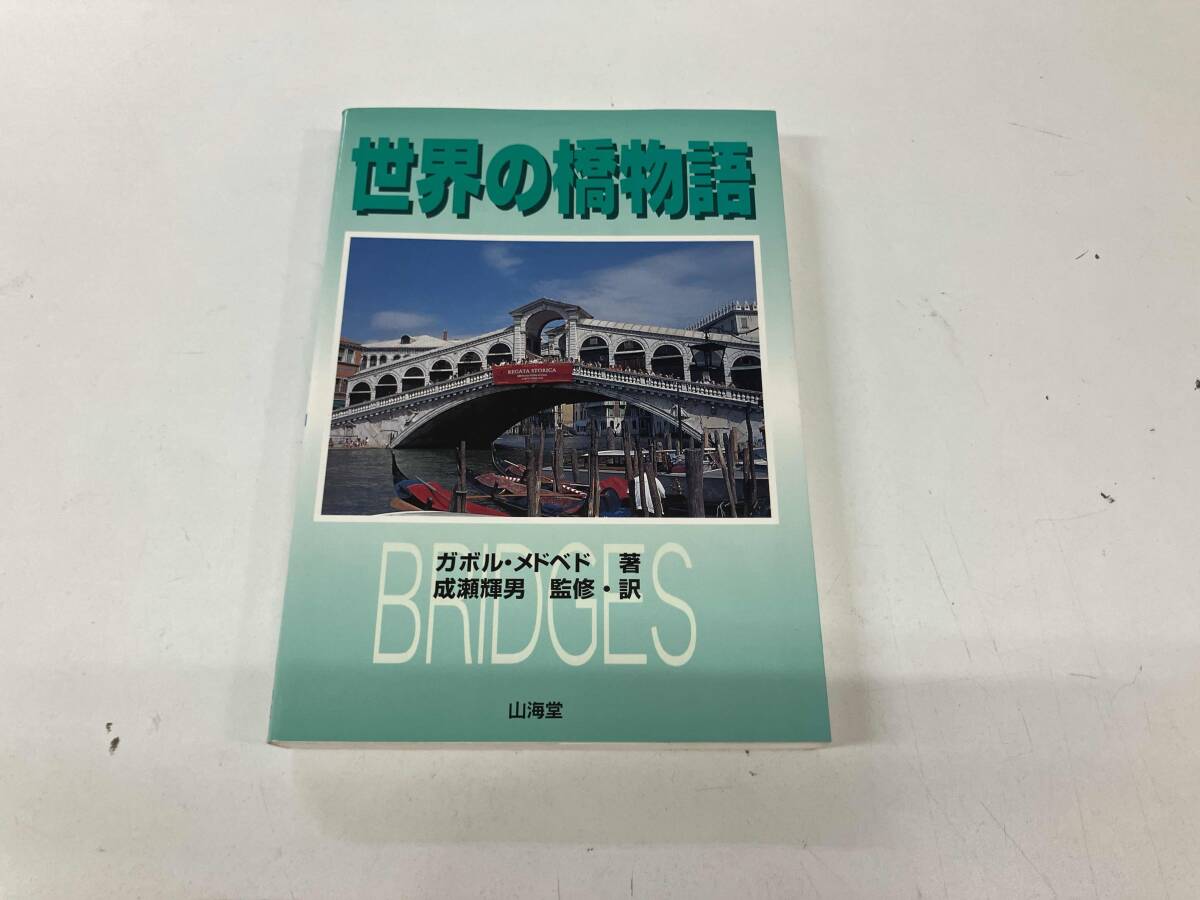 世界の橋物語
REGATA STORICA
ガボル・メドベド 著
成瀬輝男 監修・訳
BRIDGES
山海堂